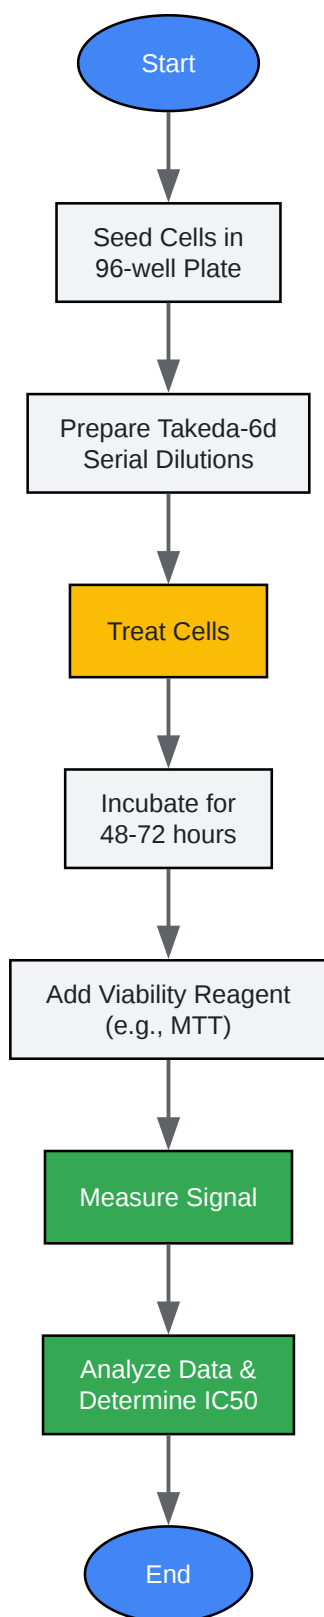 Start
Seed Cells in
96-well Plate
Prepare Takeda-6d
Serial Dilutions
Treat Cells
Incubate for
48-72 hours
Add Viability Reagent
(e.g., MTT)
Measure Signal
Analyze Data &
Determine IC50
End